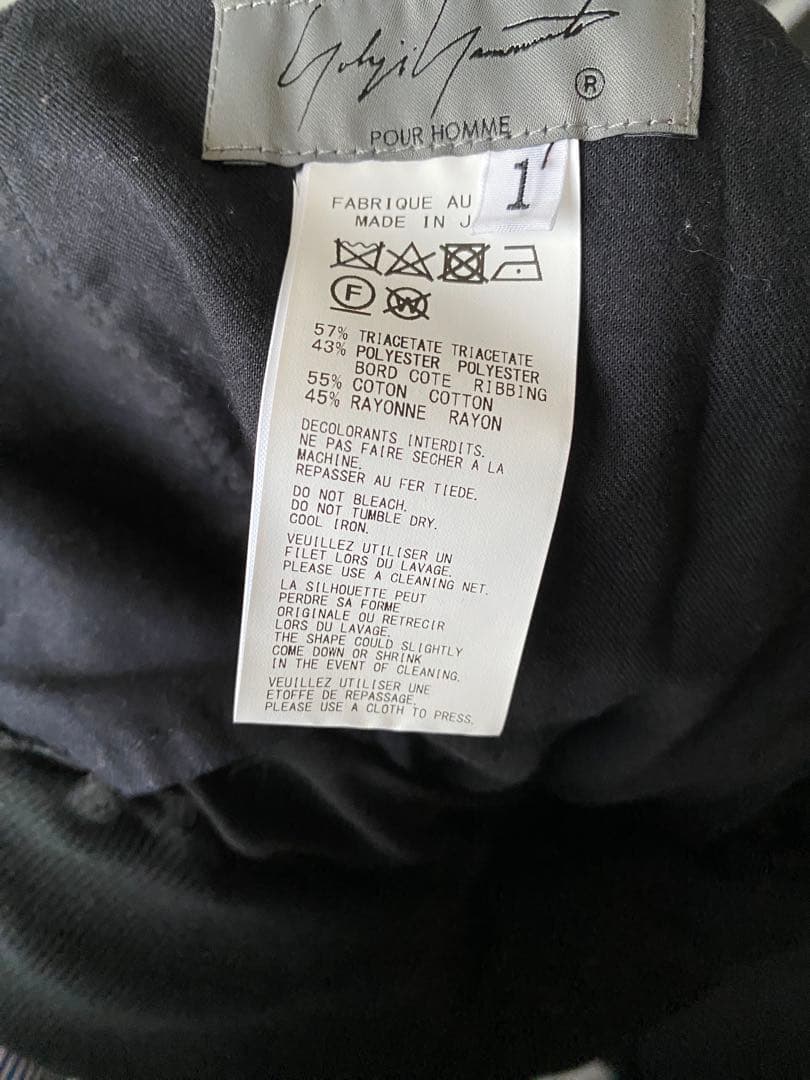 Yohji Yamamoto
®
POUR HOMME
FABRIQUE AU
MADE IN J
1
F
W
57% TRIACETATE TRIACETATE
43% POLYESTER POLYESTER
BORD COTE RIBBING
55% COTON COTTON
45% RAYONNE RAYON
DECOLORANTS INTERDITS.
NE PAS FAIRE SECHER A LA
MACHINE.
REPASSER AU FER TIEDE.
DO NOT BLEACH.
DO NOT TUMBLE DRY.
COOL IRON.
VEUILLEZ UTILISER UN
FILET LORS DU LAVAGE.
PLEASE USE A CLEANING NET.
LA SILHOUETTE PEUT
PERDRE SA FORME
ORIGINALE OU RETRECIR
LORS DU LAVAGE.
THE SHAPE COULD SLIGHTLY
COME DOWN OR SHRINK
IN THE EVENT OF CLEANING.
VEUILLEZ UTILISER UNE
ETOFFE DE REPASSAGE.
PLEASE USE A CLOTH TO PRESS.